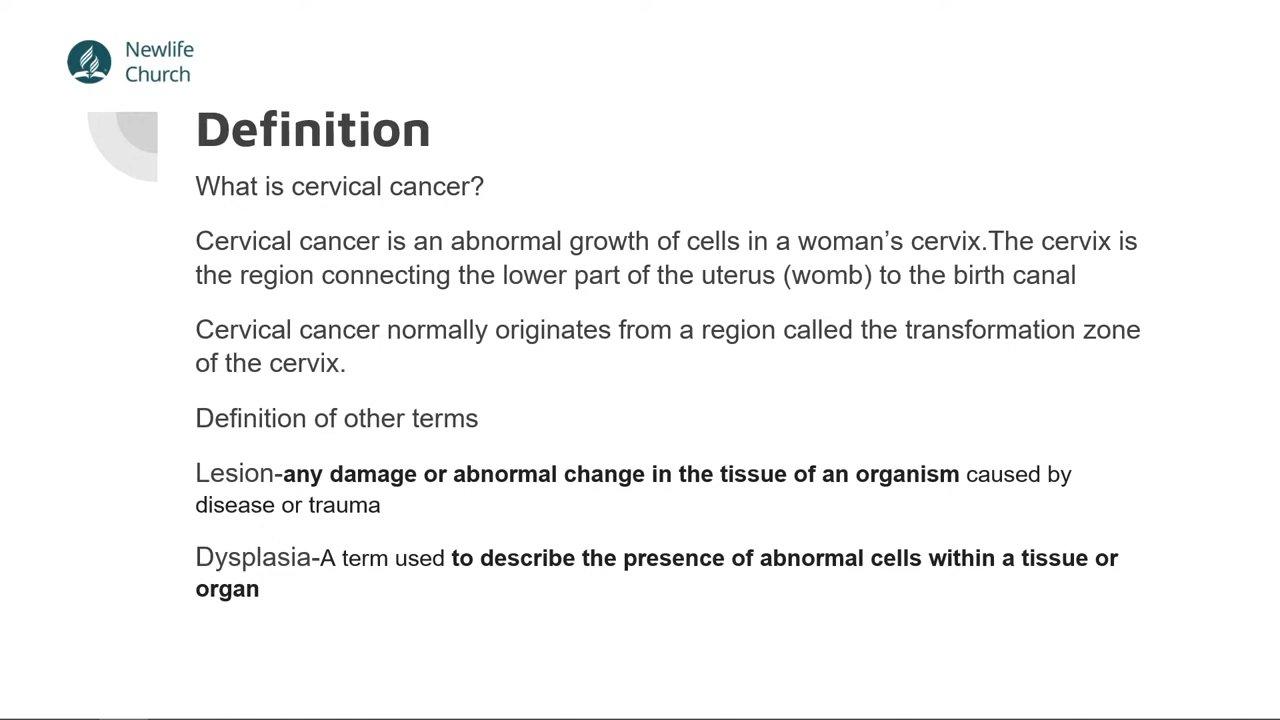 Newlife
Church
Definition
What is cervical cancer?
Cervical cancer is an abnormal growth of cells in a woman’s cervix.The cervix is
the region connecting the lower part of the uterus (womb) to the birth canal
Cervical cancer normally originates from a region called the transformation zone
of the cervix.
Definition of other terms
Lesion-any damage or abnormal change in the tissue of an organism caused by
disease or trauma
Dysplasia-A term used to describe the presence of abnormal cells within a tissue or
organ